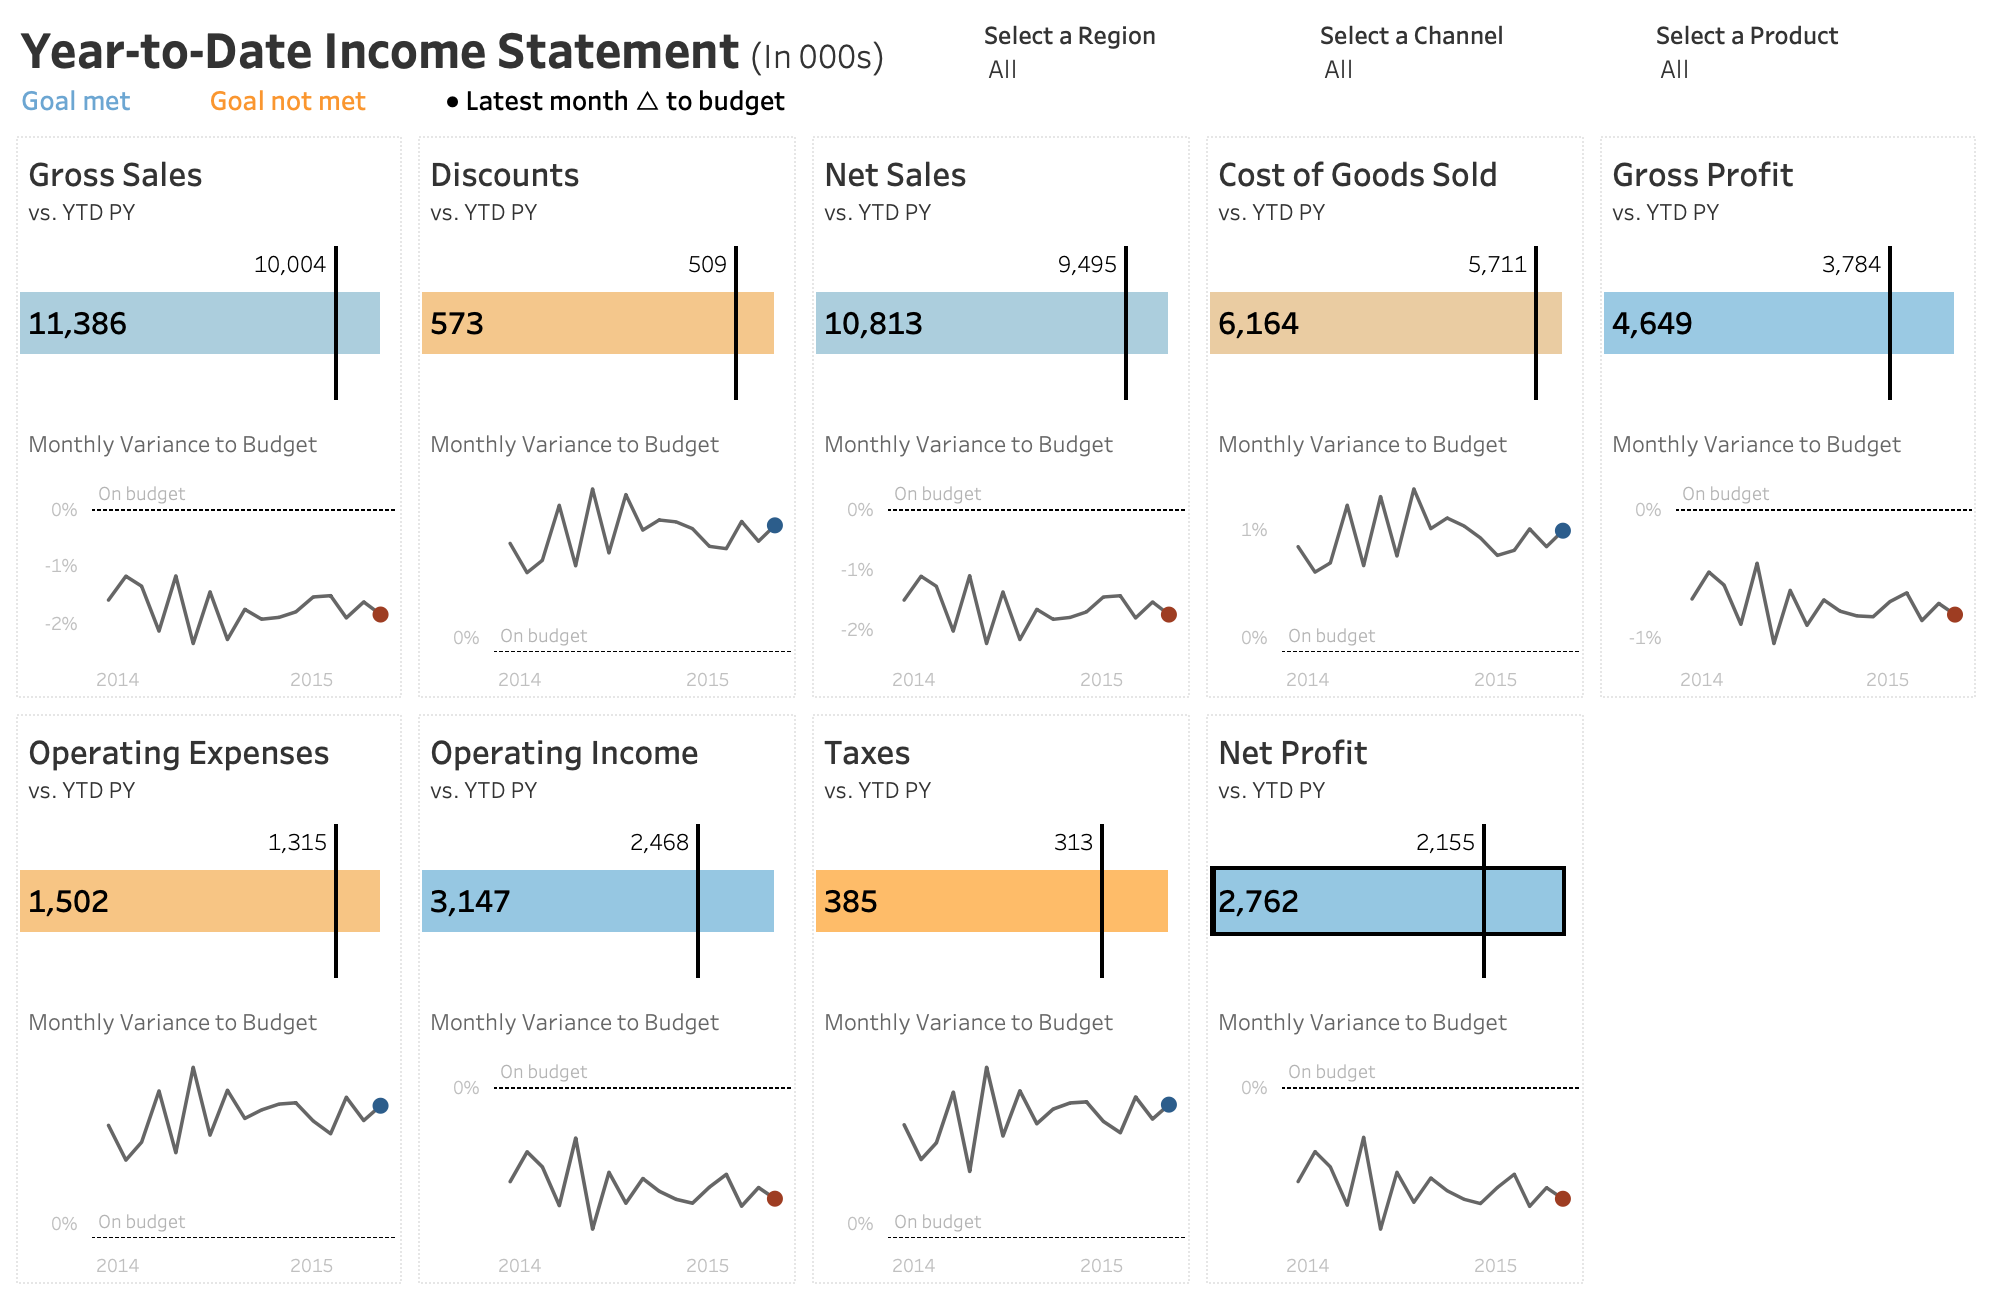 Year-to-Date Income Statement (In 000s)
Select a Region
All
Select a Channel
All
Select a Product
All
Goal met
Goal not met
● Latest month △ to budget
Gross Sales
vs. YTD PY
10,004
11,386
Monthly Variance to Budget
On budget
0%
-1%
-2%
2014
2015
Discounts
vs. YTD PY
509
573
Monthly Variance to Budget
0%
On budget
2014
2015
Net Sales
vs. YTD PY
9,495
10,813
Monthly Variance to Budget
On budget
0%
-1%
-2%
2014
2015
Cost of Goods Sold
vs. YTD PY
5,711
6,164
Monthly Variance to Budget
1%
0%
On budget
2014
2015
Gross Profit
vs. YTD PY
3,784
4,649
Monthly Variance to Budget
On budget
0%
-1%
2014
2015
Operating Expenses
vs. YTD PY
1,315
1,502
Monthly Variance to Budget
0%
On budget
2014
2015
Operating Income
vs. YTD PY
2,468
3,147
Monthly Variance to Budget
On budget
0%
2014
2015
Taxes
vs. YTD PY
313
385
Monthly Variance to Budget
0%
On budget
2014
2015
Net Profit
vs. YTD PY
2,155
2,762
Monthly Variance to Budget
On budget
0%
2014
2015